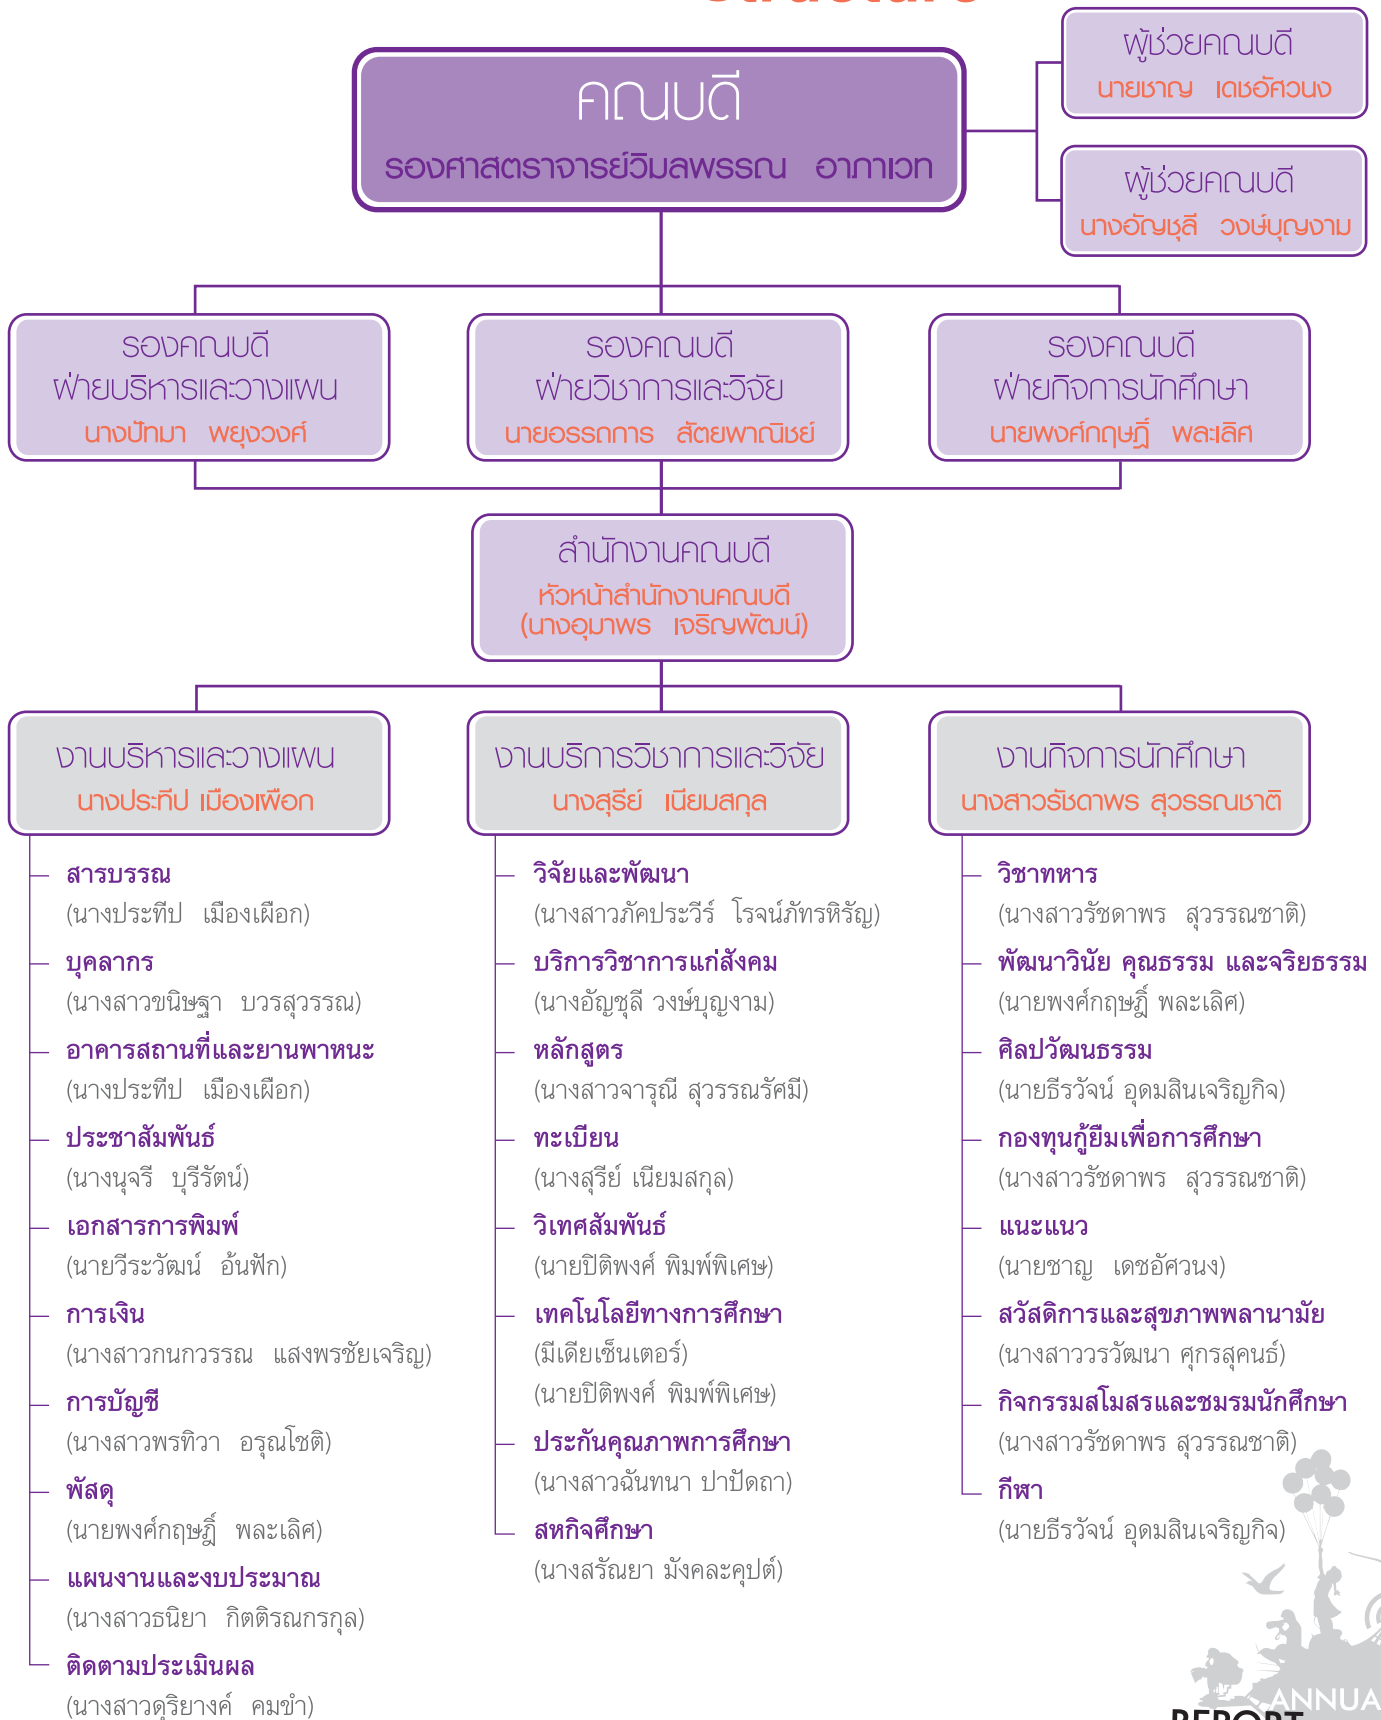 ผู้ช่วยคณบดี
นายชาญ เดชอัศวนง
คณบดี
รองศาสตราจารย์วิมลพรรณ อาภาเวท
ผู้ช่วยคณบดี
นางอัญชุลี วงษ์บุญงาม
รองคณบดี
ฝ่ายบริหารและวางแผน
นางปัทมา พยุงวงศ์
รองคณบดี
ฝ่ายวิชาการและวิจัย
นายอรรถการ สัตยพาณิชย์
รองคณบดี
ฝ่ายกิจการนักศึกษา
นายพงศ์กฤษฎิ์ พละเลิศ
สำนักงานคณบดี
หัวหน้าสำนักงานคณบดี
(นางอุมาพร เจริญพัฒน์)
งานบริหารและวางแผน
นางประทีป เมืองเผือก
สารบรรณ
(นางประทีป เมืองเผือก)
บุคลากร
(นางสาวขนิษฐา บวรสุวรรณ)
อาคารสถานที่และยานพาหนะ
(นางประทีป เมืองเผือก)
ประชาสัมพันธ์
(นางนุจรี บุรีรัตน์)
เอกสารการพิมพ์
(นายวีระวัฒน์ อ้นฟัก)
การเงิน
(นางสาวกนกวรรณ แสงพรชัยเจริญ)
การบัญชี
(นางสาวพรทิวา อรุณโชติ)
พัสดุ
(นายพงศ์กฤษฎิ์ พละเลิศ)
แผนงานและงบประมาณ
(นางสาวธนิยา กิตติรณกรกุล)
ติดตามประเมินผล
(นางสาวดุริยางค์ คมขำ)
งานบริการวิชาการและวิจัย
นางสุรีย์ เนียมสกุล
วิจัยและพัฒนา
(นางสาวภัคประวีร์ โรจน์ภัทรหิรัญ)
บริการวิชาการแก่สังคม
(นางอัญชุลี วงษ์บุญงาม)
หลักสูตร
(นางสาวจารุณี สุวรรณรัศมี)
ทะเบียน
(นางสุรีย์ เนียมสกุล)
วิเทศสัมพันธ์
(นายปิติพงศ์ พิมพ์พิเศษ)
เทคโนโลยีทางการศึกษา
(มีเดียเซ็นเตอร์)
(นายปิติพงศ์ พิมพ์พิเศษ)
ประกันคุณภาพการศึกษา
(นางสาวฉันทนา ปาปัดถา)
สหกิจศึกษา
(นางสรัณยา มังคละคุปต์)
งานกิจการนักศึกษา
นางสาวรัชดาพร สุวรรณชาติ
วิชาทหาร
(นางสาวรัชดาพร สุวรรณชาติ)
พัฒนาวินัย คุณธรรม และจริยธรรม
(นายพงศ์กฤษฎิ์ พละเลิศ)
ศิลปวัฒนธรรม
(นายธีรวัจน์ อุดมสินเจริญกิจ)
กองทุนกู้ยืมเพื่อการศึกษา
(นางสาวรัชดาพร สุวรรณชาติ)
แนะแนว
(นายชาญ เดชอัศวนง)
สวัสดิการและสุขภาพพลานามัย
(นางสาววรวัฒนา ศุกรสุคนธ์)
กิจกรรมสโมสรและชมรมนักศึกษา
(นางสาวรัชดาพร สุวรรณชาติ)
กีฬา
(นายธีรวัจน์ อุดมสินเจริญกิจ)
ANNUA
REPORT